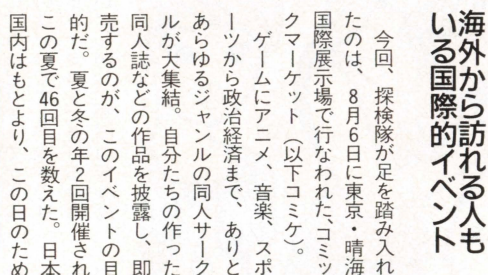 海外から訪れる人も
いる国際的イベント
今回、探検隊が足を踏み入れ
たのは、8月6日に東京・晴海
国際展示場で行なわれた、コミッ
クマーケット（以下コミケ）。
ゲームにアニメ、音楽、スポ
ーツから政治経済まで、ありと
あらゆるジャンルの同人サーク
ルが大集結。自分たちの作った
同人誌などの作品を披露し、即
売するのが、このイベントの目
的だ。夏と冬の年2回開催され
この夏で46回目を数えた。日本
国内はもとより、この日のため